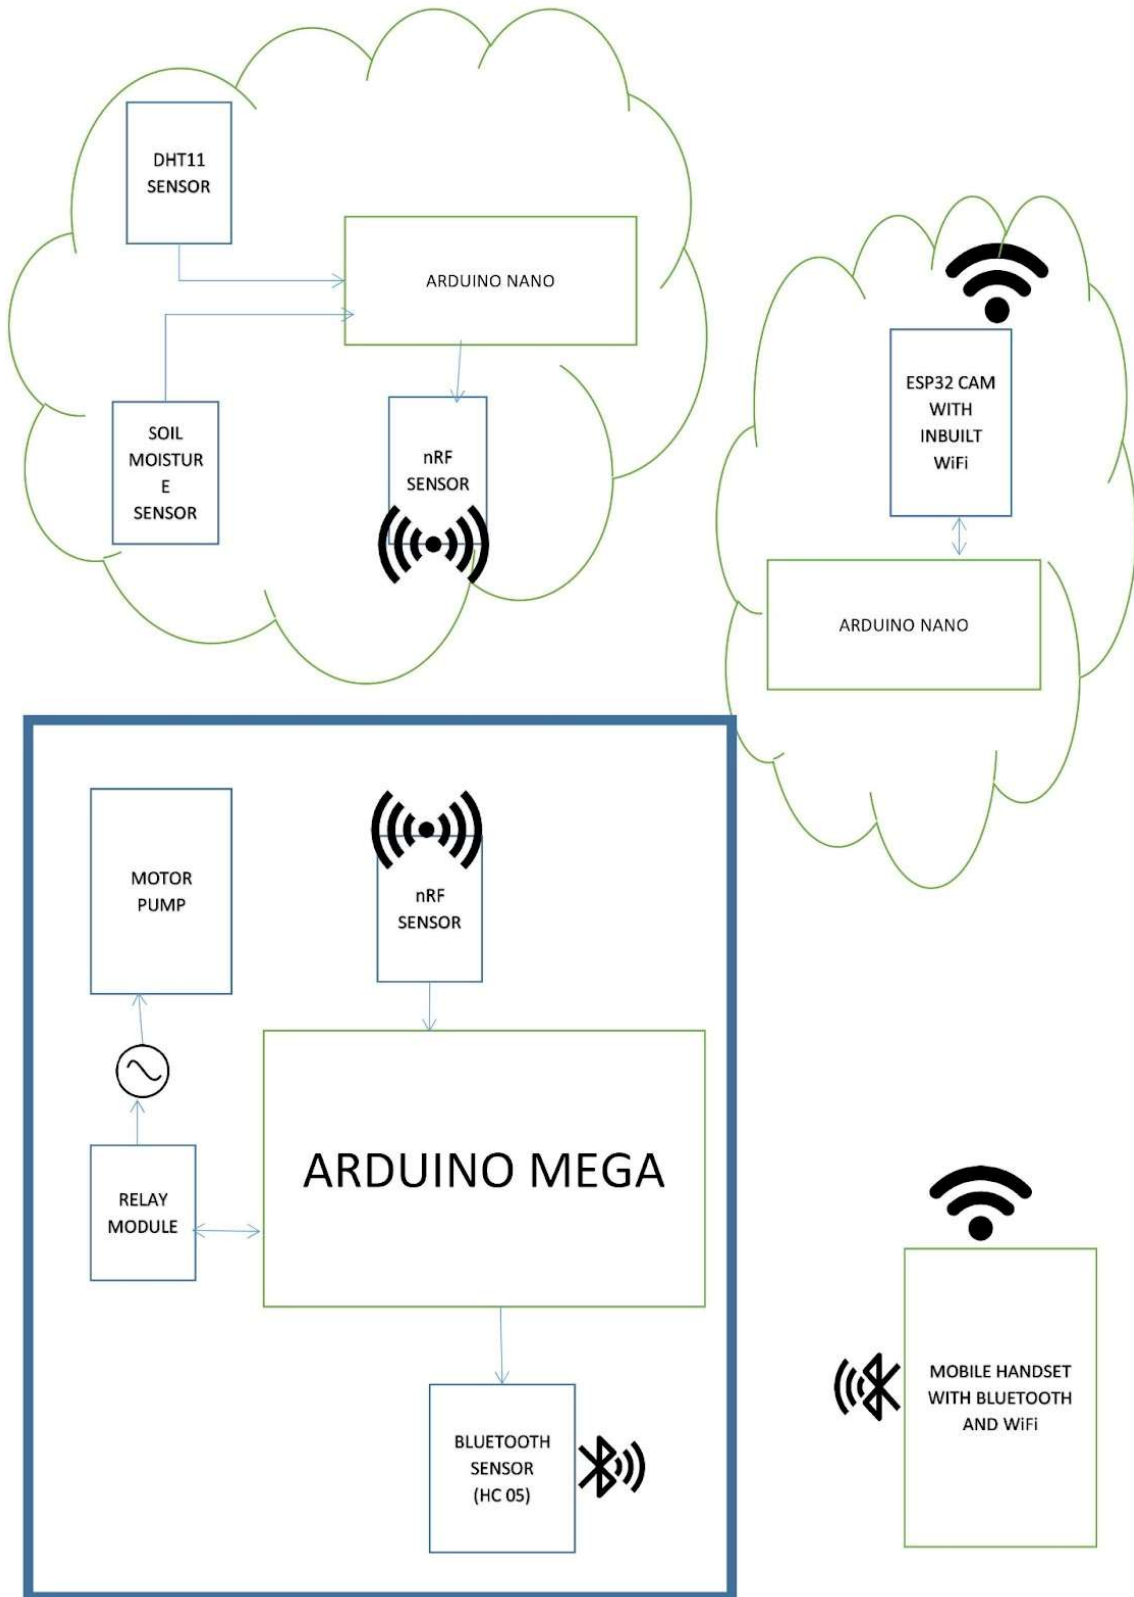 DHT11
SENSOR
ARDUINO NANO
SOIL
MOISTUR
E
SENSOR
nRF
SENSOR
ESP32 CAM
WITH
INBUILT
WiFi
ARDUINO NANO
MOTOR
PUMP
nRF
SENSOR
ARDUINO MEGA
RELAY
MODULE
BLUETOOTH
SENSOR
(HC 05)
MOBILE HANDSET
WITH BLUETOOTH
AND WiFi